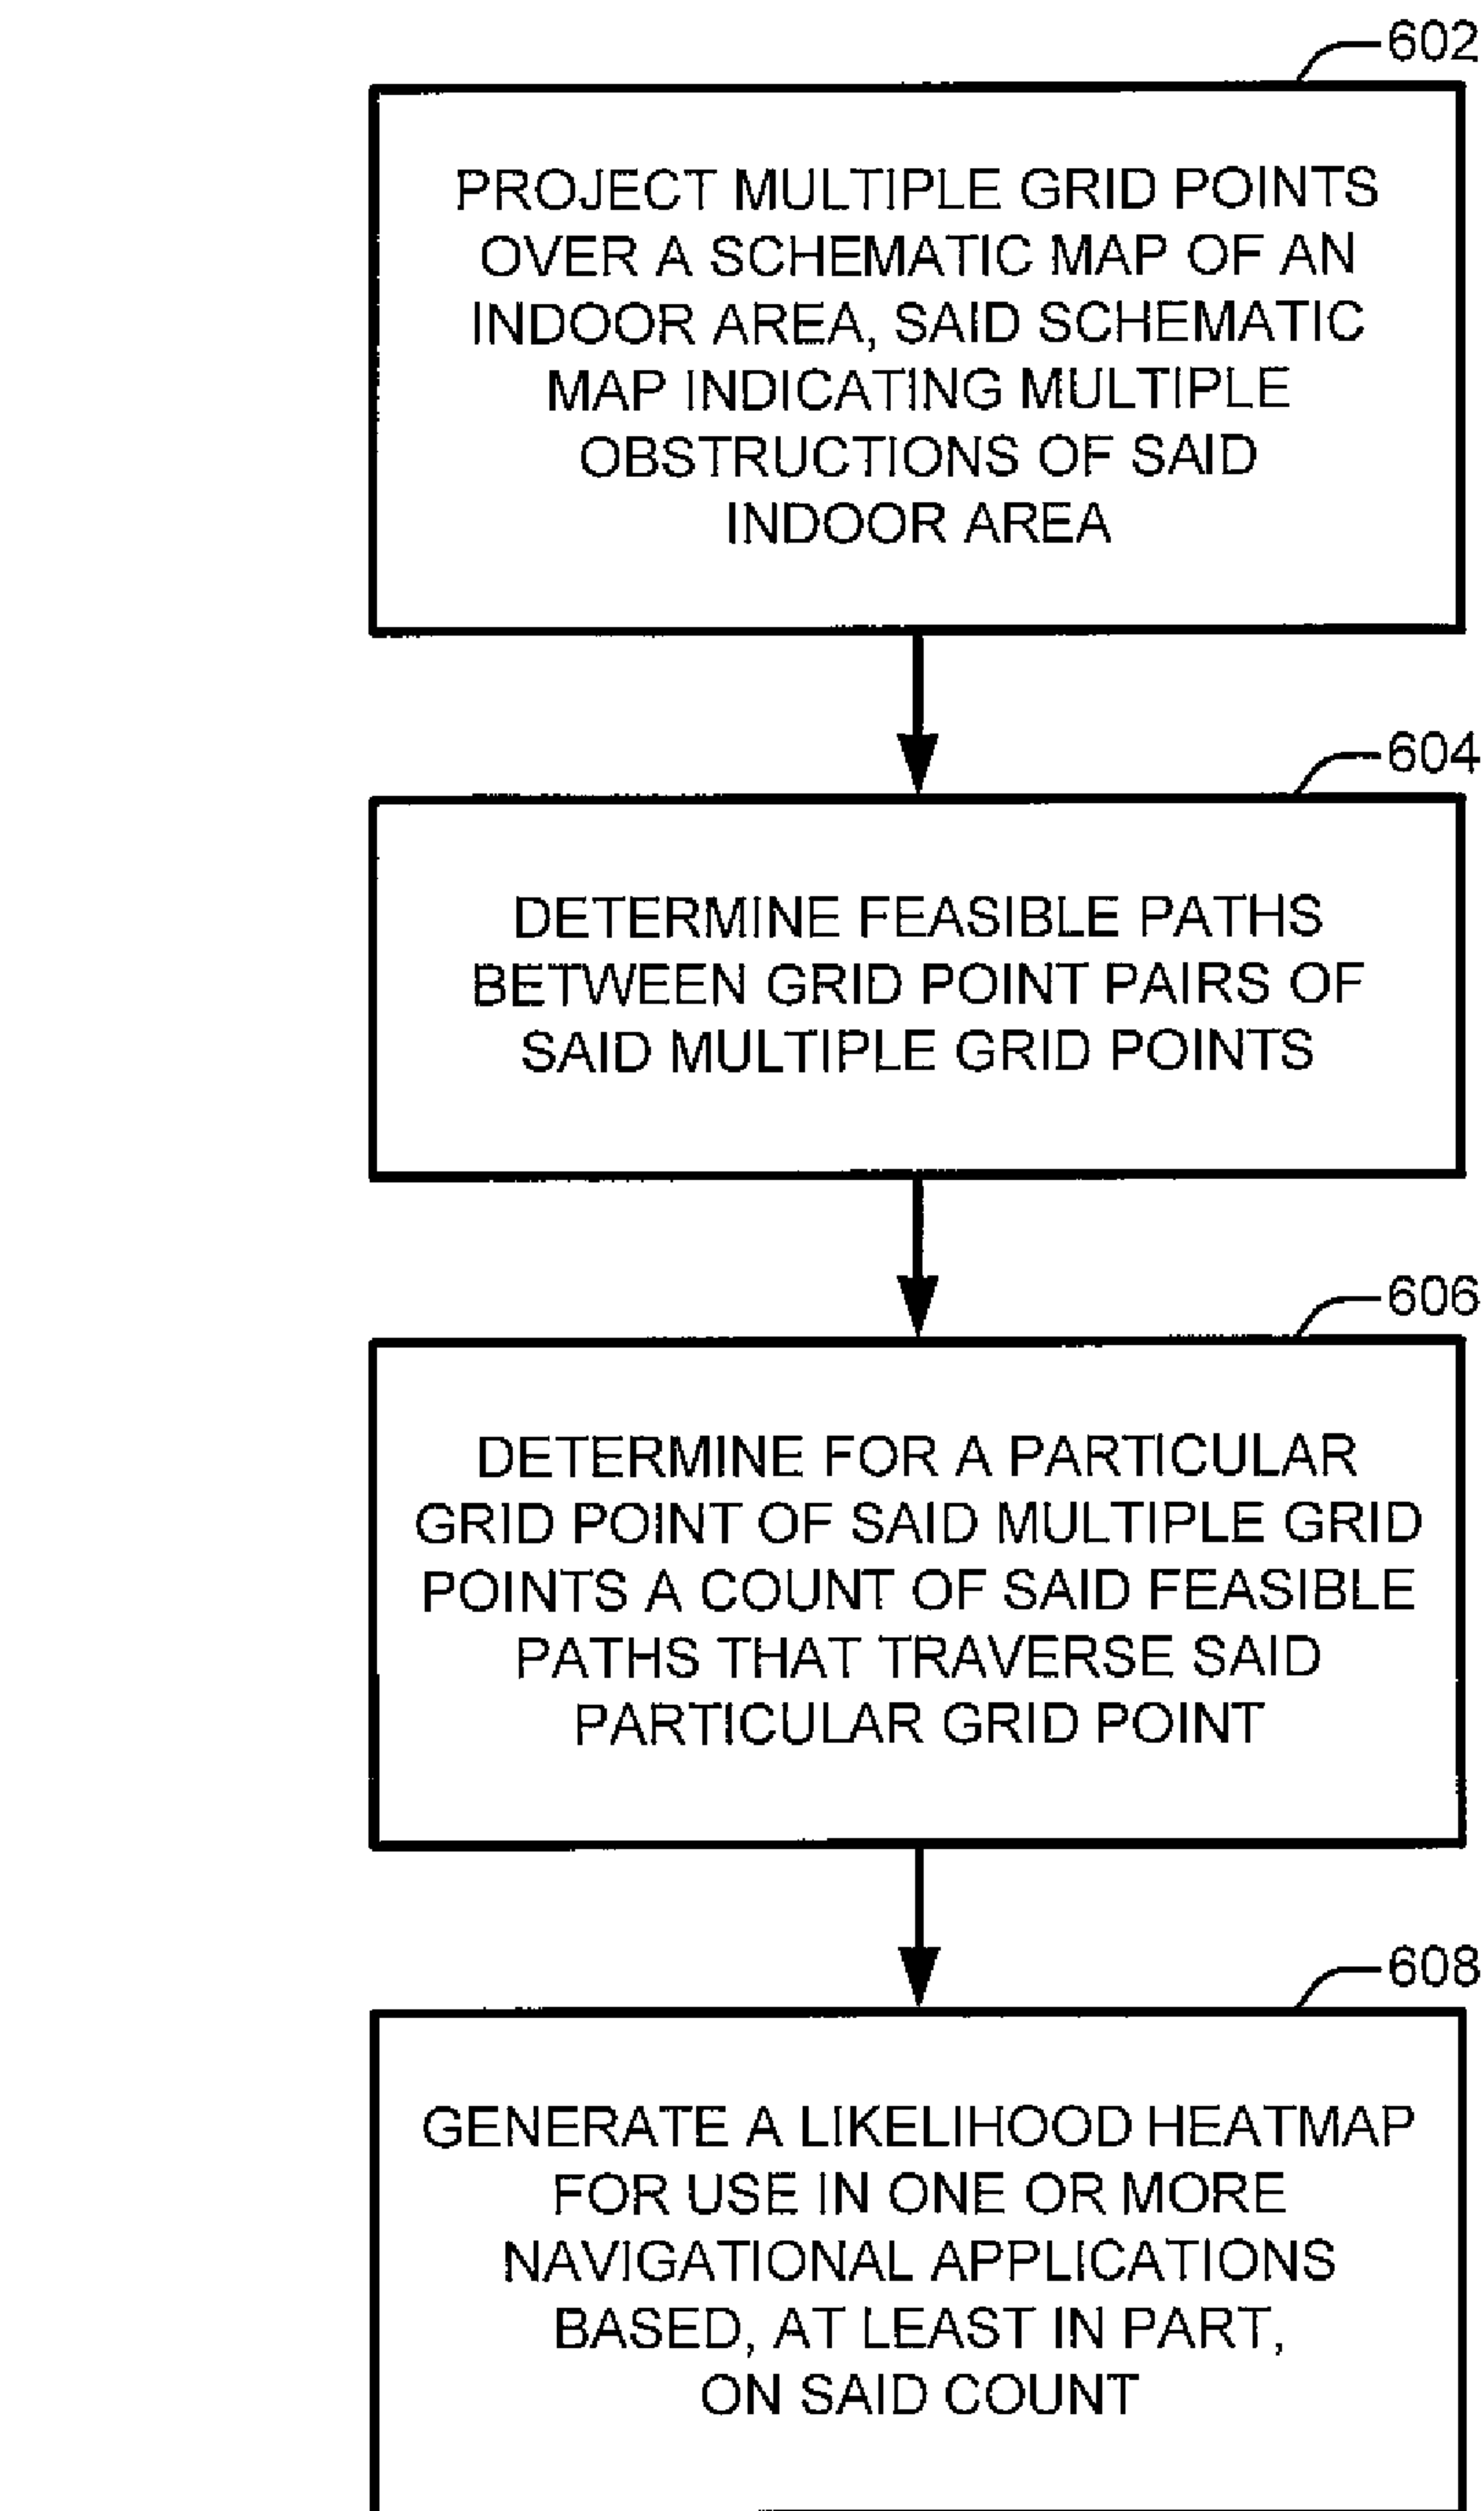 602
PROJECT MULTIPLE GRID POINTS
OVER A SCHEMATIC MAP OF AN
INDOOR AREA, SAID SCHEMATIC
MAP INDICATING MULTIPLE
OBSTRUCTIONS OF SAID
INDOOR AREA
604
DETERMINE FEASIBLE PATHS
BETWEEN GRID POINT PAIRS OF
SAID MULTIPLE GRID POINTS
606
DETERMINE FOR A PARTICULAR
GRID POINT OF SAID MULTIPLE GRID
POINTS A COUNT OF SAID FEASIBLE
PATHS THAT TRAVERSE SAID
PARTICULAR GRID POINT
608
GENERATE A LIKELIHOOD HEATMAP
FOR USE IN ONE OR MORE
NAVIGATIONAL APPLICATIONS
BASED, AT LEAST IN PART,
ON SAID COUNT